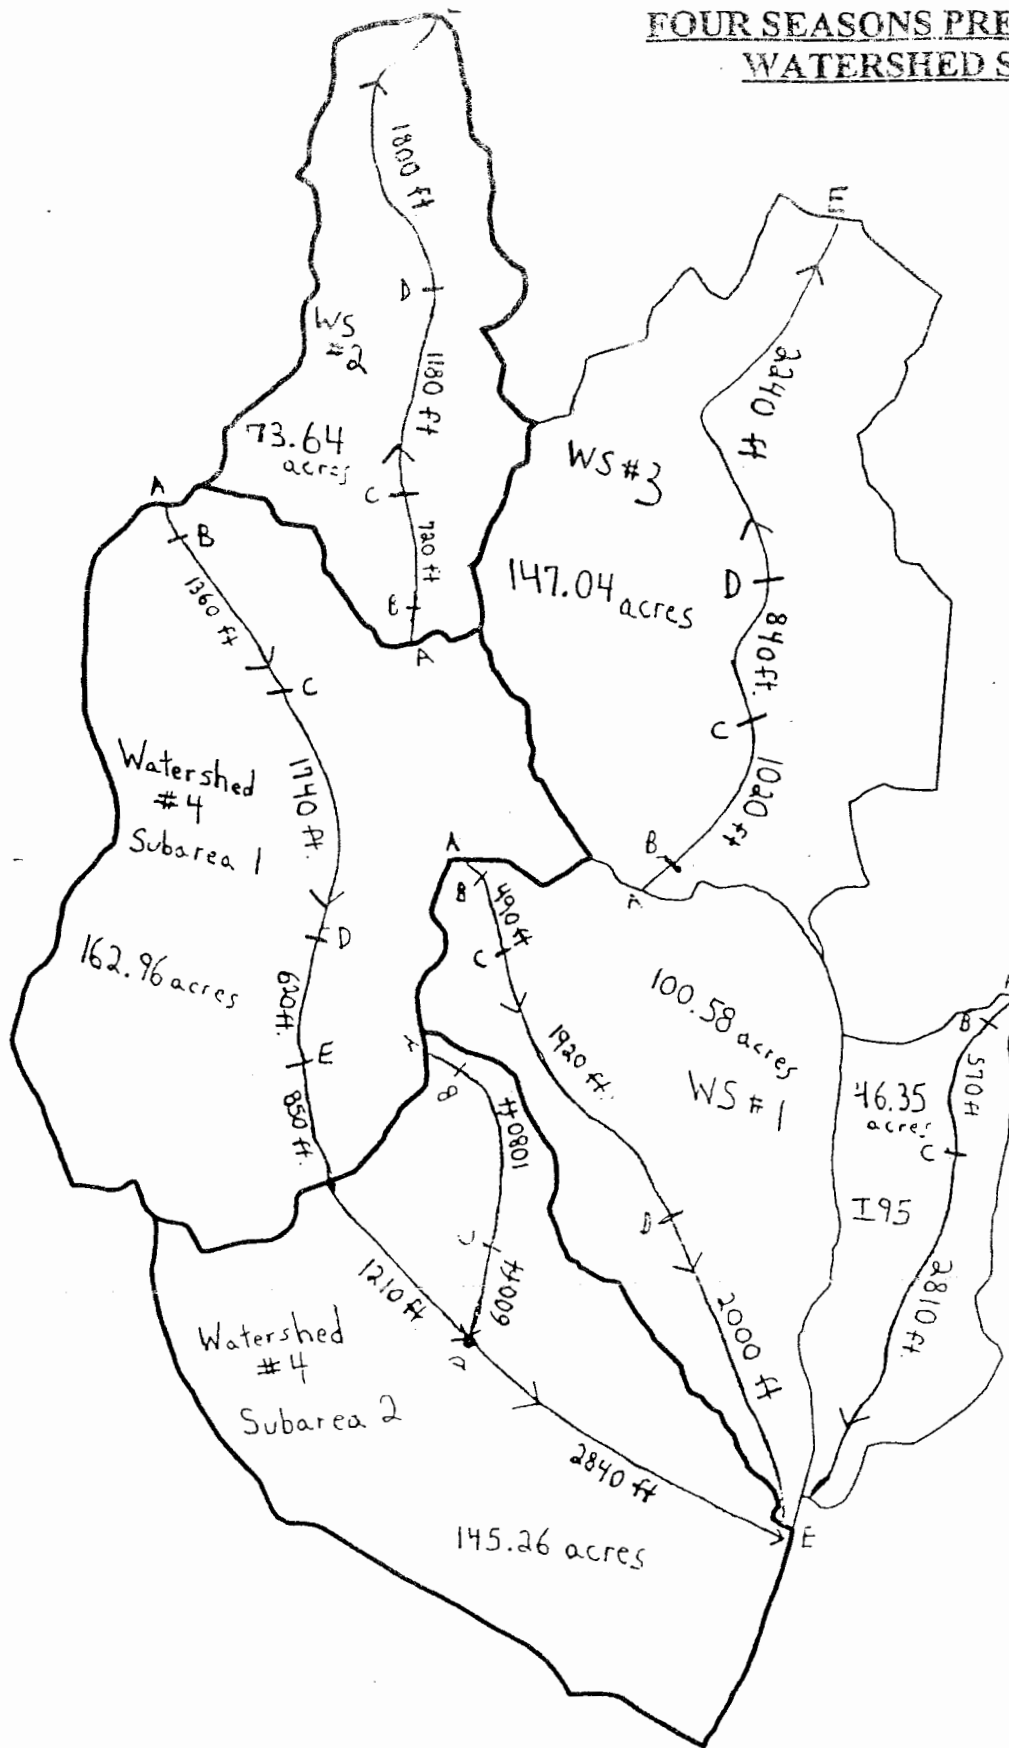 FOUR SEASONS PRE
WATERSHED S
E
1800 ft
D
WS
#2
1180 ft
73.64
acres
C
720 ft
B
A
E
2240 ft
WS #3
147.04 acres
D
840 ft.
C
1020 ft
B
A
A
B
1360 ft
C
Watershed
#4
Subarea 1
1740 ft.
D
162.96 acres
620 ft.
E
850 ft.
A
B
490 ft
C
1920 ft.
100.58
acres
WS #1
D
2000 ft
B
570 ft
46.35
acres
C
I95
2810 ft.
A
B
1080 ft
C
600 ft
D
1210 ft
Watershed
#4
Subarea 2
2840 ft
E
145.26 acres